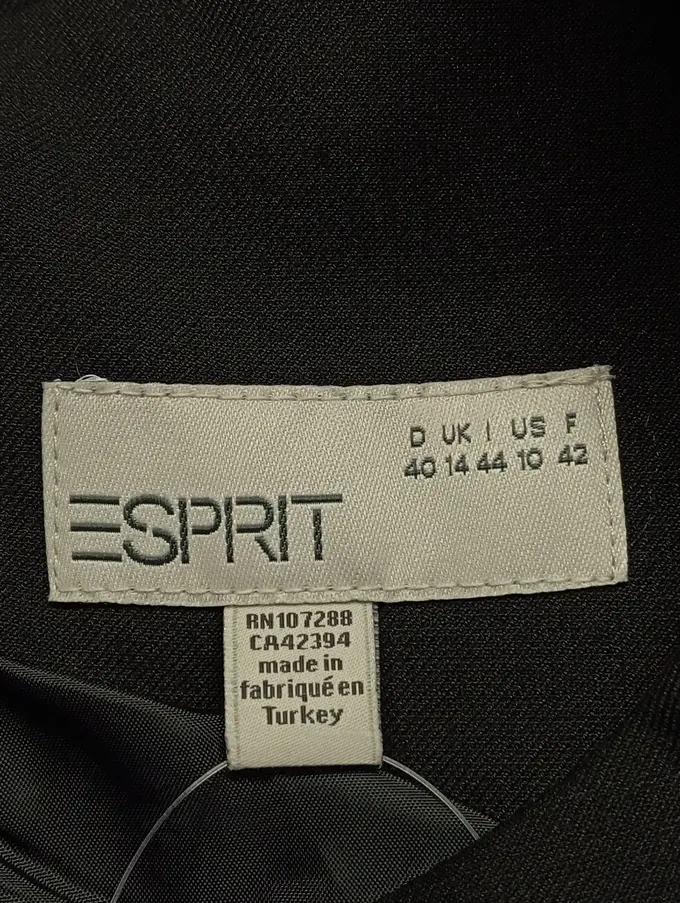 D UK I US F
40 14 44 10 42
ESPRIT
RN107288
CA42394
made in
fabriqué en
Turkey